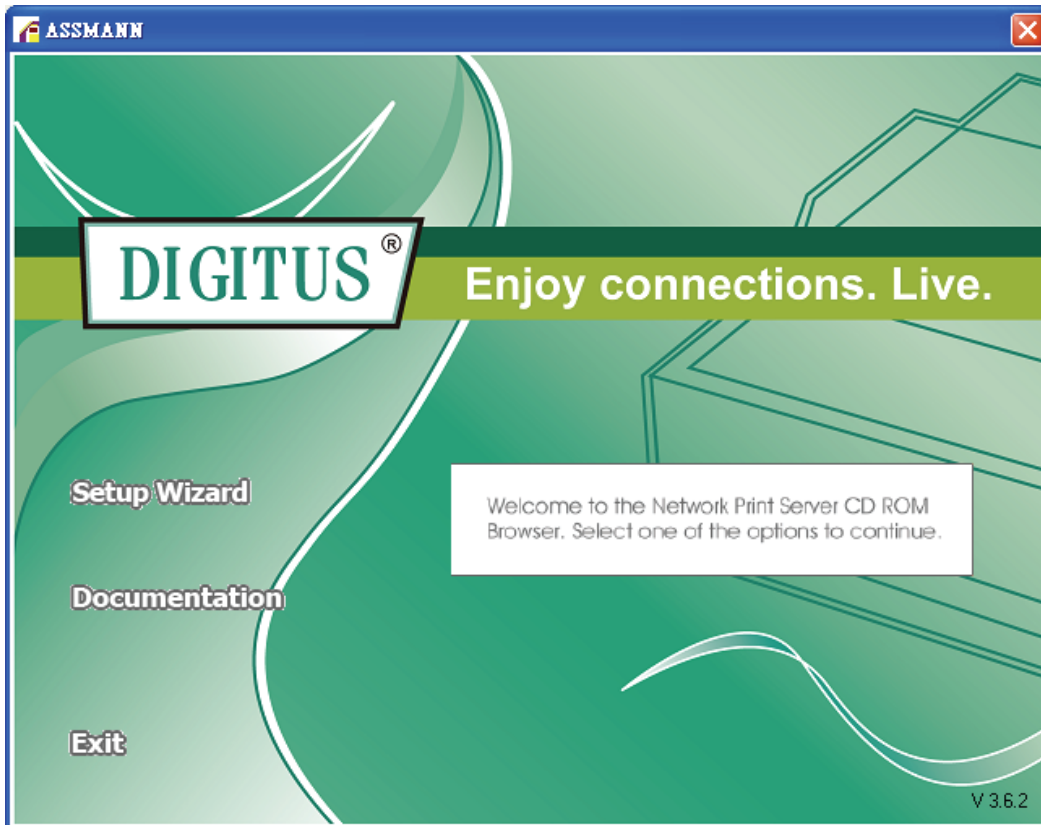 ASSMANN
DIGITUS®
Enjoy connections. Live.
Setup Wizard
Welcome to the Network Print Server CD ROM
Browser. Select one of the options to continue.
Documentation
Exit
V 3.6.2